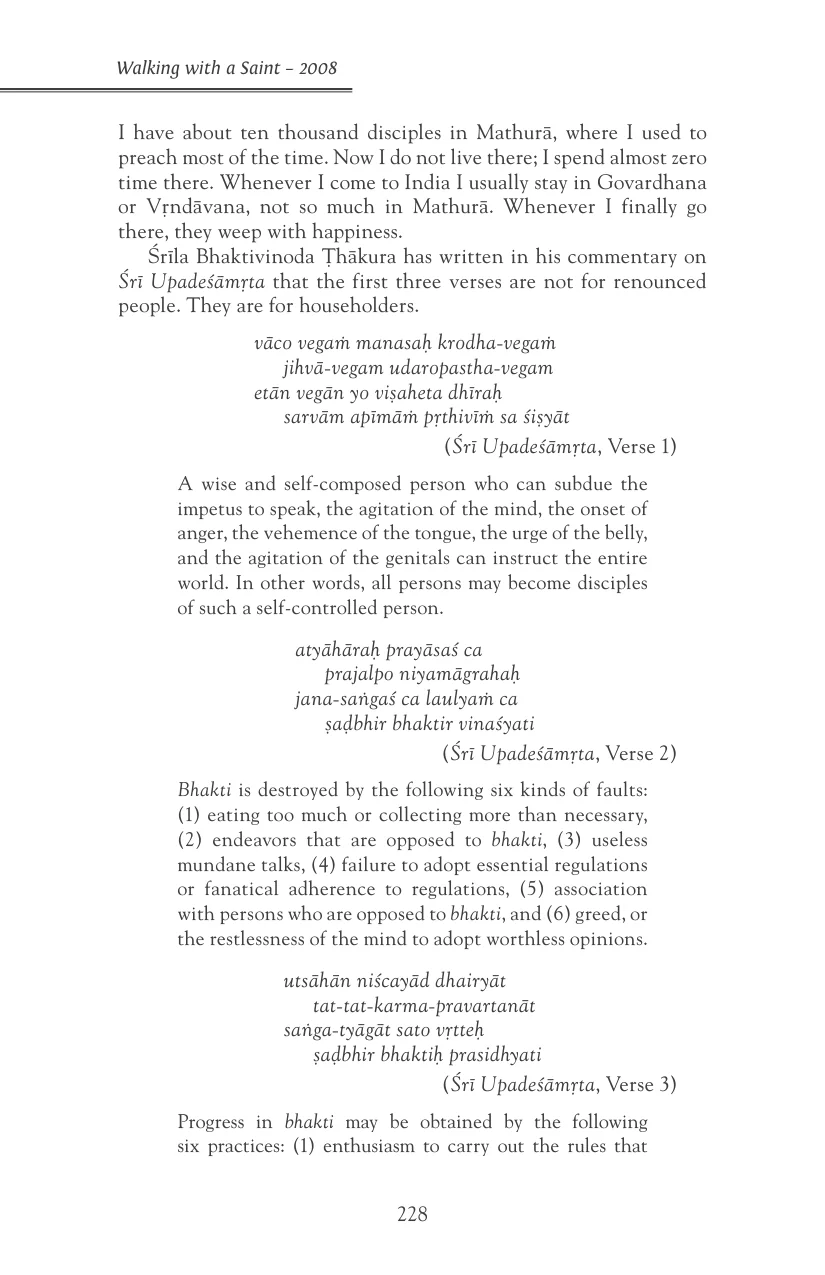 Walking with a Saint – 2008
I have about ten thousand disciples in Mathurā, where I used to
preach most of the time. Now I do not live there; I spend almost zero
time there. Whenever I come to India I usually stay in Govardhana
or Vṛndāvana, not so much in Mathurā. Whenever I finally go
there, they weep with happiness.
Śrīla Bhaktivinoda Ṭhākura has written in his commentary on
Śrī Upadeśāmṛta that the first three verses are not for renounced
people. They are for householders.
vāco vegaṁ manasaḥ krodha-vegaṁ
jihvā-vegam udaropastha-vegam
etān vegān yo viṣaheta dhīraḥ
sarvām apīmāṁ pṛthivīṁ sa śiṣyāt
(Śrī Upadeśāmṛta, Verse 1)
A wise and self-composed person who can subdue the
impetus to speak, the agitation of the mind, the onset of
anger, the vehemence of the tongue, the urge of the belly,
and the agitation of the genitals can instruct the entire
world. In other words, all persons may become disciples
of such a self-controlled person.
atyāhāraḥ prayāsaś ca
prajalpo niyamāgrahaḥ
jana-saṅgaś ca laulyaṁ ca
ṣaḍbhir bhaktir vinaśyati
(Śrī Upadeśāmṛta, Verse 2)
Bhakti is destroyed by the following six kinds of faults:
(1) eating too much or collecting more than necessary,
(2) endeavors that are opposed to bhakti, (3) useless
mundane talks, (4) failure to adopt essential regulations
or fanatical adherence to regulations, (5) association
with persons who are opposed to bhakti, and (6) greed, or
the restlessness of the mind to adopt worthless opinions.
utsāhān niścayād dhairyāt
tat-tat-karma-pravartanāt
saṅga-tyāgāt sato vṛtteḥ
ṣaḍbhir bhaktiḥ prasidhyati
(Śrī Upadeśāmṛta, Verse 3)
Progress in bhakti may be obtained by the following
six practices: (1) enthusiasm to carry out the rules that
228